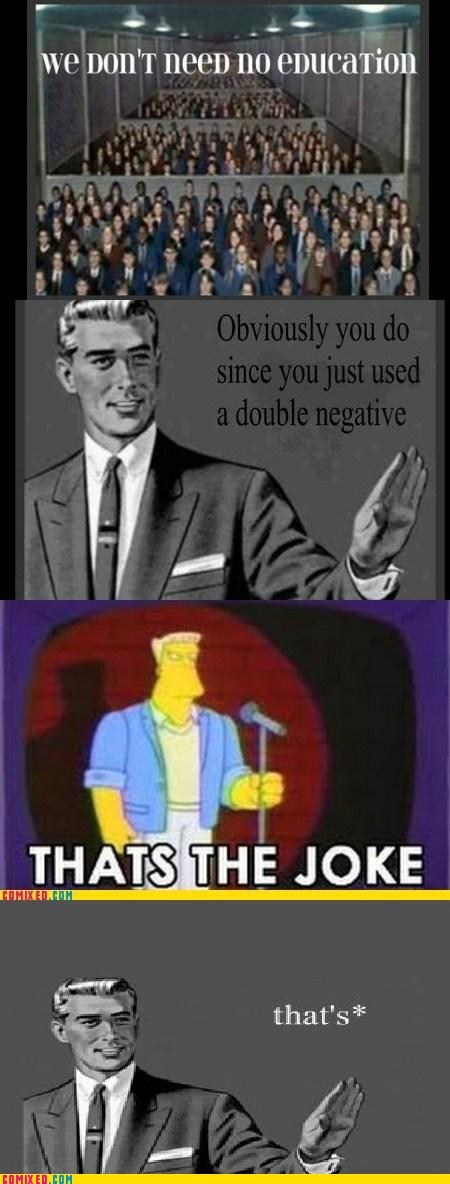 We Don't Need No Education
Obviously you do
since you just used
a double negative
THATS THE JOKE
COMIXED.COM
that's*
COMIXED.COM